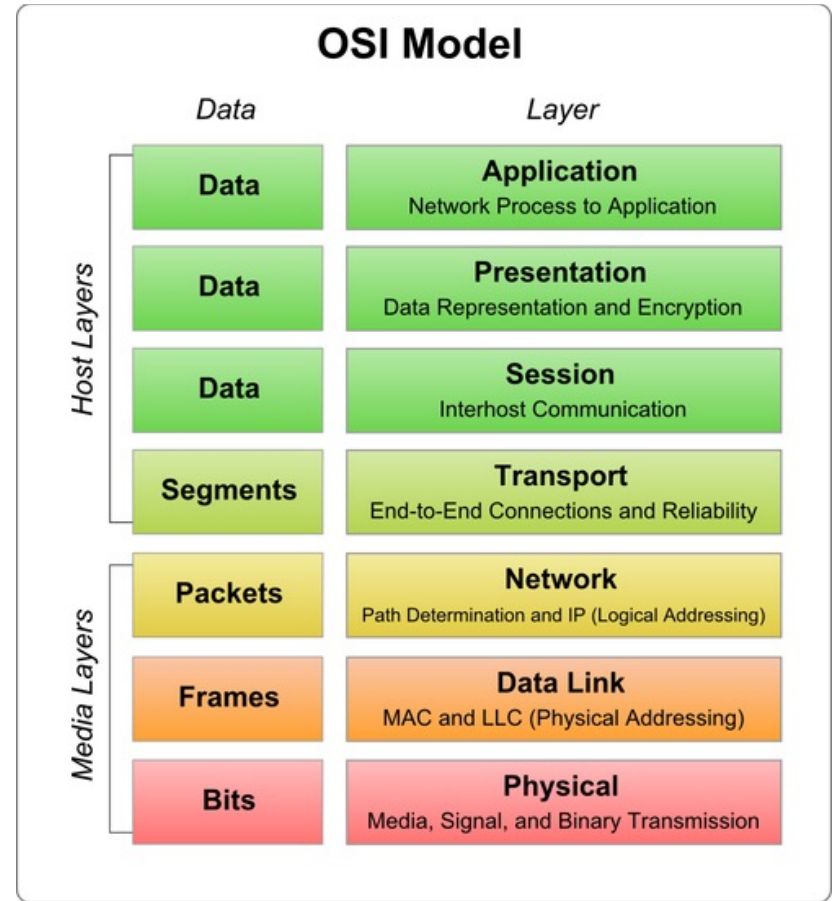 OSI Model
Data
Layer
Host Layers
Data
Application
Network Process to Application
Data
Presentation
Data Representation and Encryption
Data
Session
Interhost Communication
Segments
Transport
End-to-End Connections and Reliability
Media Layers
Packets
Network
Path Determination and IP (Logical Addressing)
Frames
Data Link
MAC and LLC (Physical Addressing)
Bits
Physical
Media, Signal, and Binary Transmission